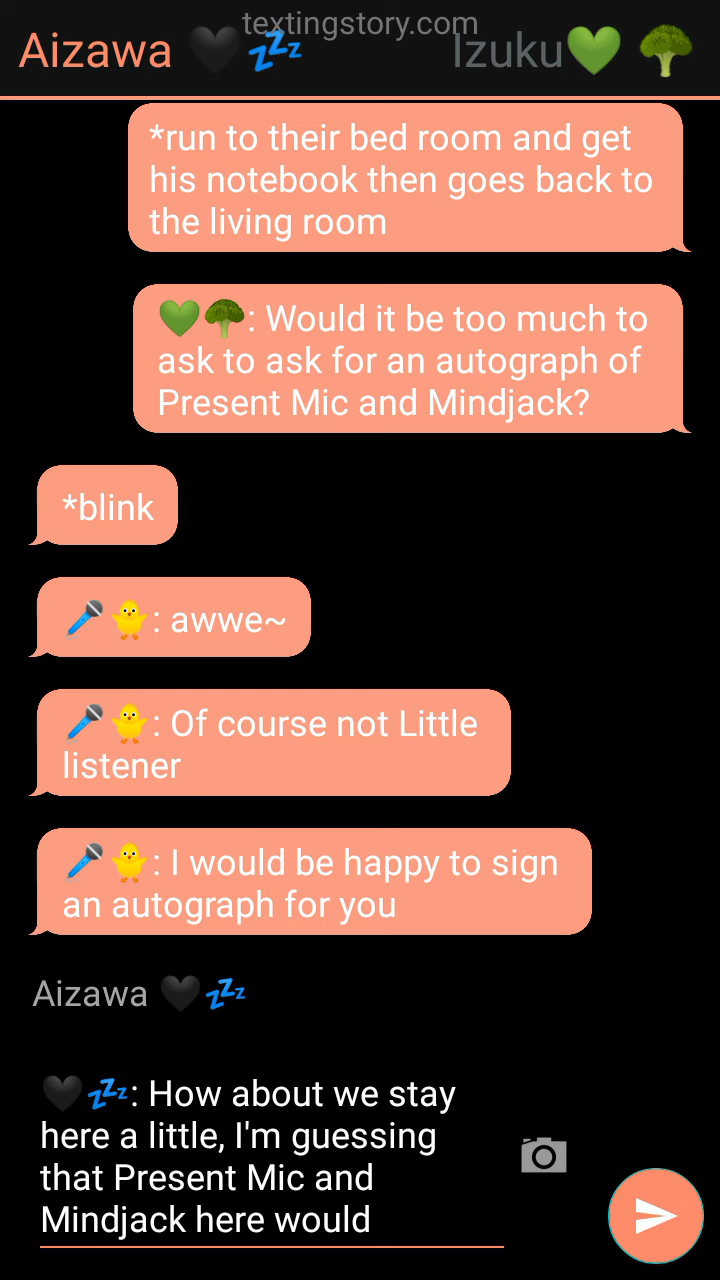 textingstory.com
Aizawa 🖤💤 Izuku💚 🥦
*run to their bed room and get
his notebook then goes back to
the living room
💚🥦: Would it be too much to
ask to ask for an autograph of
Present Mic and Mindjack?
*blink
🎤🐥: awwe~
🎤🐥: Of course not Little
listener
🎤🐥: I would be happy to sign
an autograph for you
Aizawa 🖤💤
🖤💤: How about we stay
here a little, I'm guessing
that Present Mic and
Mindjack here would